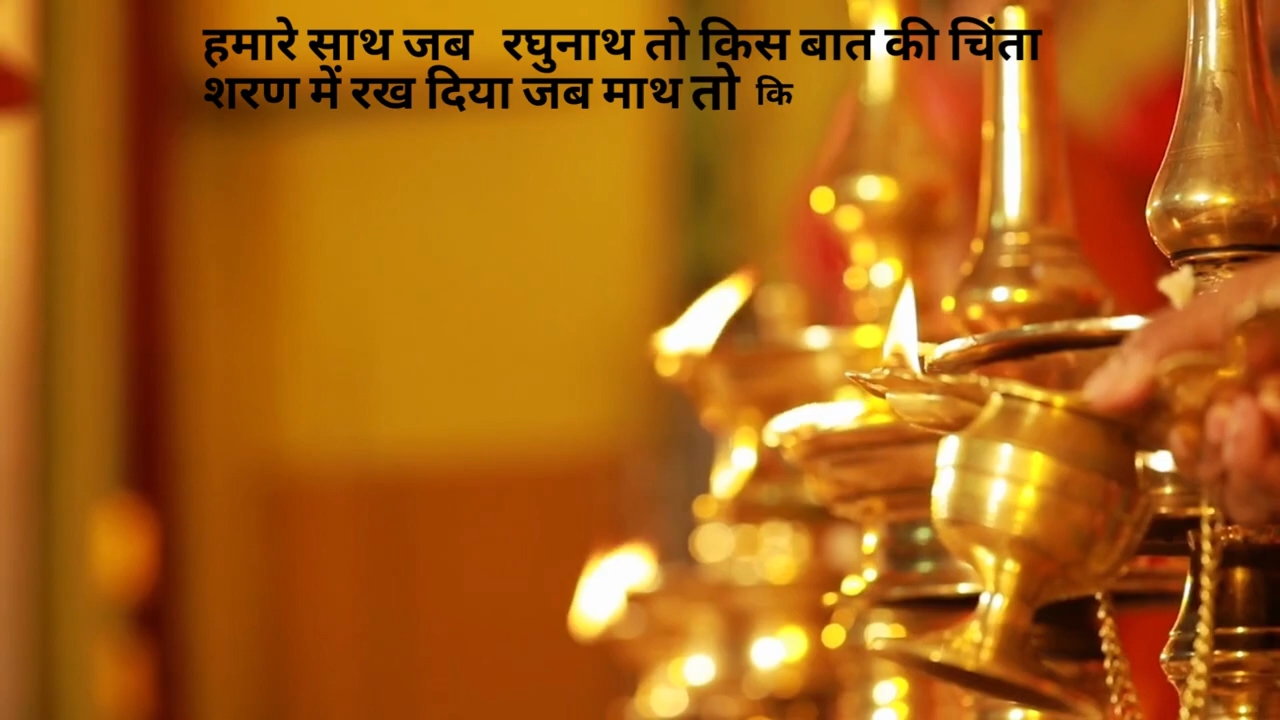 हमारे साथ जब रघुनाथ तो किस बात की चिंता
शरण में रख दिया जब माथ तो कि